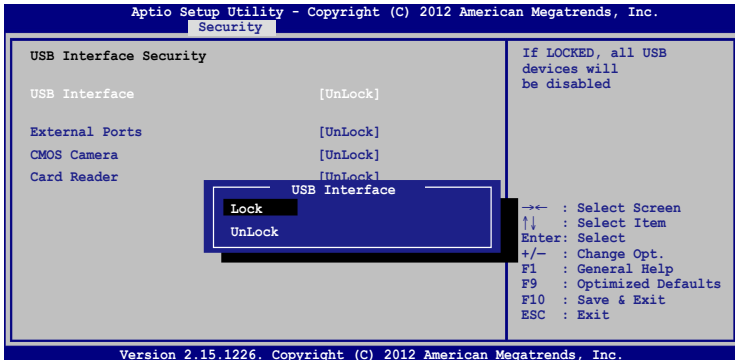 Aptio Setup Utility - Copyright (C) 2012 American Megatrends, Inc.
Security
USB Interface Security
USB Interface [UnLock]
External Ports [UnLock]
CMOS Camera [UnLock]
Card Reader [UnLock]
USB Interface
Lock
UnLock
If LOCKED, all USB
devices will
be disabled
→← : Select Screen
↑↓ : Select Item
Enter: Select
+/— : Change Opt.
F1 : General Help
F9 : Optimized Defaults
F10 : Save & Exit
ESC : Exit
Version 2.15.1226. Copyright (C) 2012 American Megatrends, Inc.